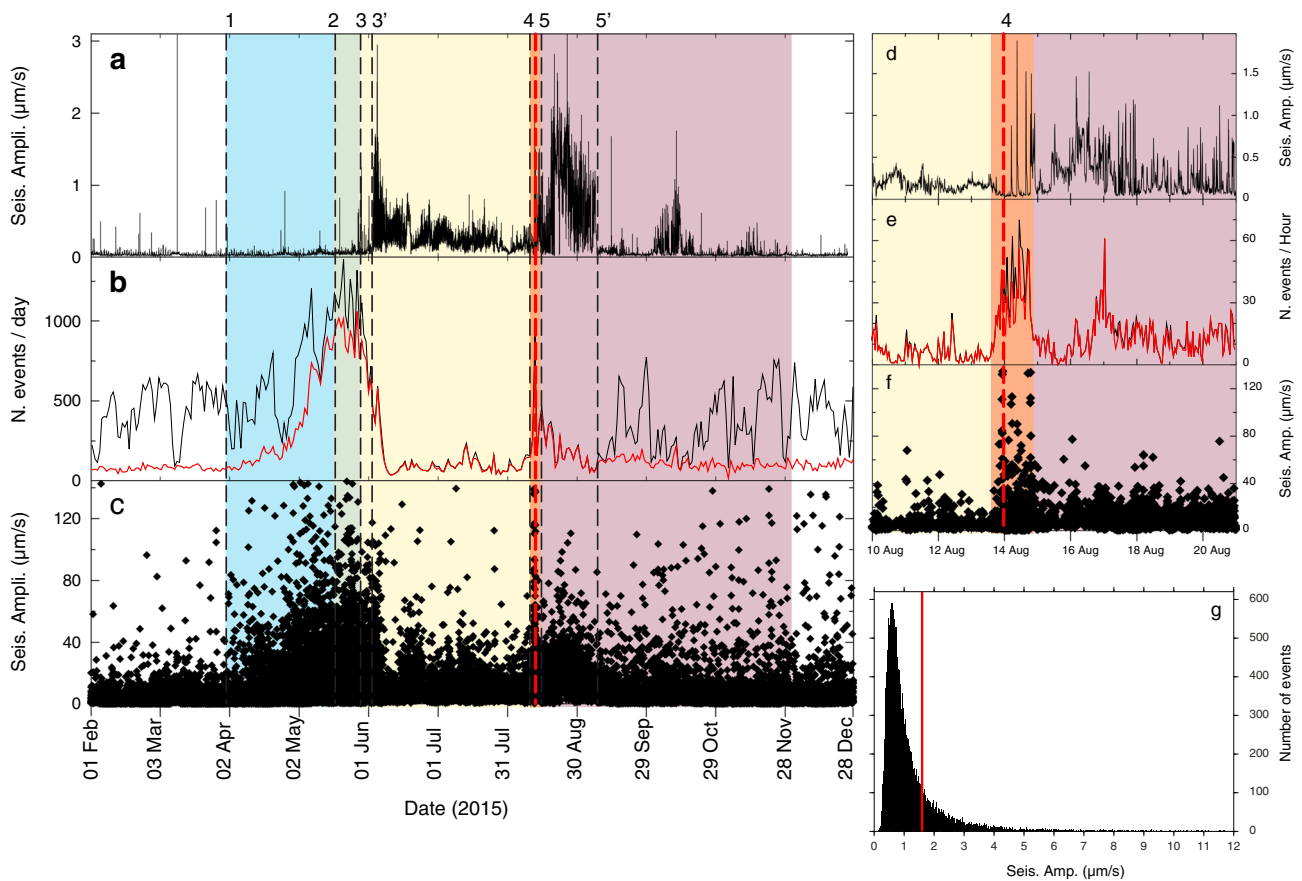 1 2 3 3’ 4 5 5’
a
Seis. Ampli. (µm/s)
3
2
1
0
b
N. events / day
1000
500
0
c
Seis. Ampli. (µm/s)
120
80
40
0
01 Feb 03 Mar 02 Apr 02 May 01 Jun 01 Jul 31 Jul 30 Aug 29 Sep 29 Oct 28 Nov 28 Dec
Date (2015)
4
d
Seis. Amp. (µm/s)
1.5
1.0
0.5
0
e
N. events / Hour
60
30
0
f
Seis. Amp. (µm/s)
120
80
40
0
10 Aug 12 Aug 14 Aug 16 Aug 18 Aug 20 Aug
g
Number of events
600
500
400
300
200
100
0
0 1 2 3 4 5 6 7 8 9 10 11 12
Seis. Amp. (µm/s)